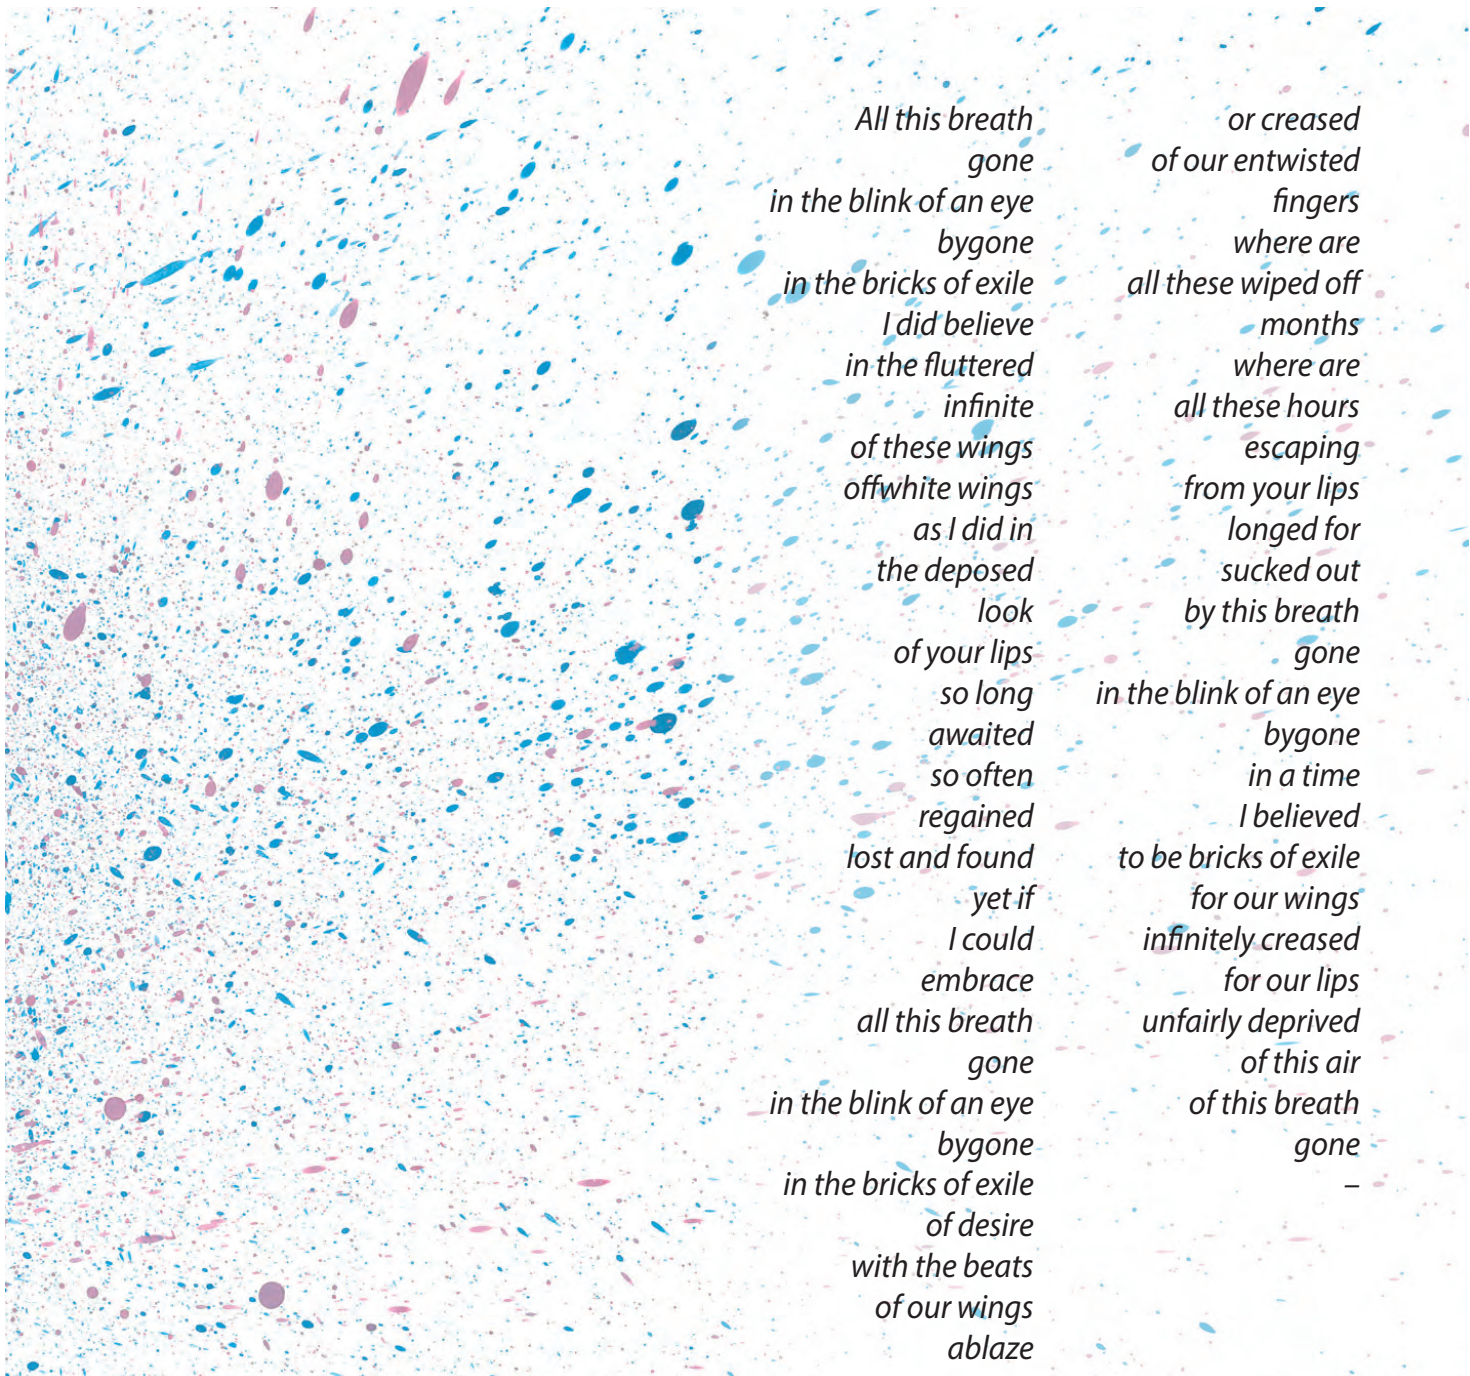 All this breath
gone
in the blink of an eye
bygone
in the bricks of exile
I did believe
in the fluttered
infinite
of these wings
offwhite wings
as I did in
the deposed
look
of your lips
so long
awaited
so often
regained
lost and found
yet if
I could
embrace
all this breath
gone
in the blink of an eye
bygone
in the bricks of exile
of desire
with the beats
of our wings
ablaze
or creased
of our entwisted
fingers
where are
all these wiped off
months
where are
all these hours
escaping
from your lips
longed for
sucked out
by this breath
gone
in the blink of an eye
bygone
in a time
I believed
to be bricks of exile
for our wings
infinitely creased
for our lips
unfairly deprived
of this air
of this breath
gone
–